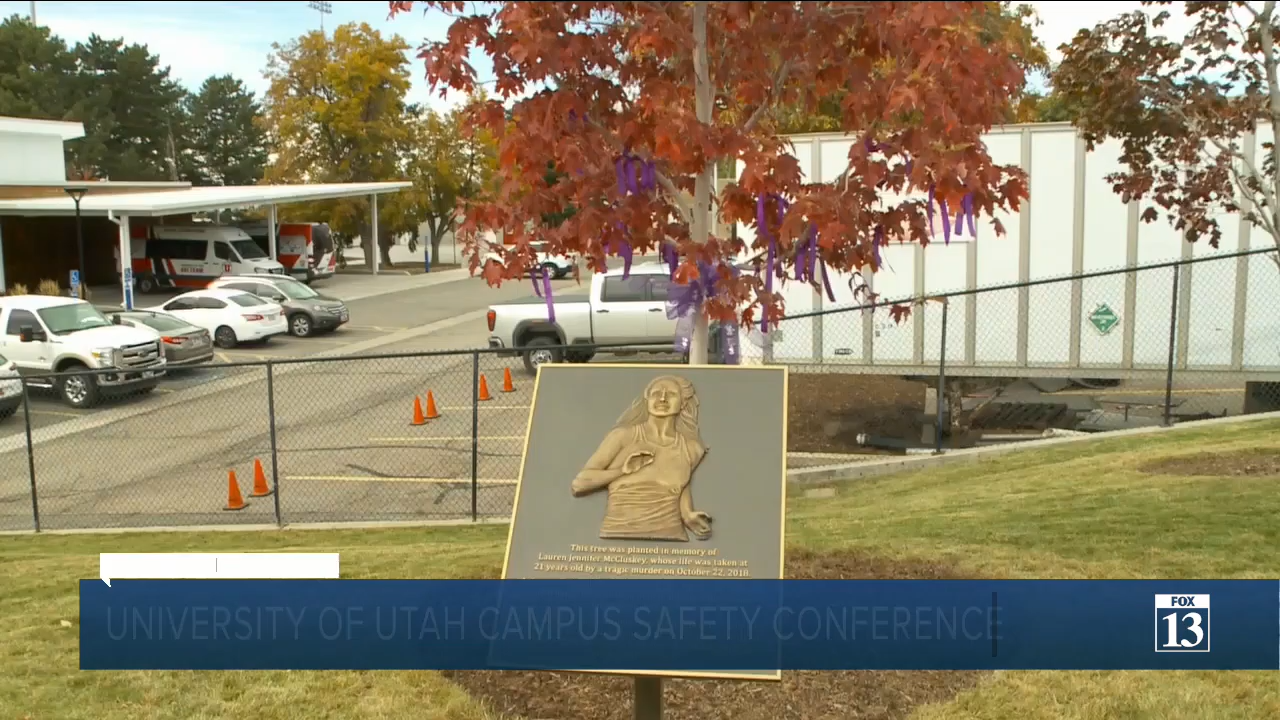 This tree was planted in memory of
Lauren Jennifer McCluskey, whose life was taken at
21 years old by a tragic murder on October 22, 2018.
UNIVERSITY OF UTAH CAMPUS SAFETY CONFERENCE
FOX
13